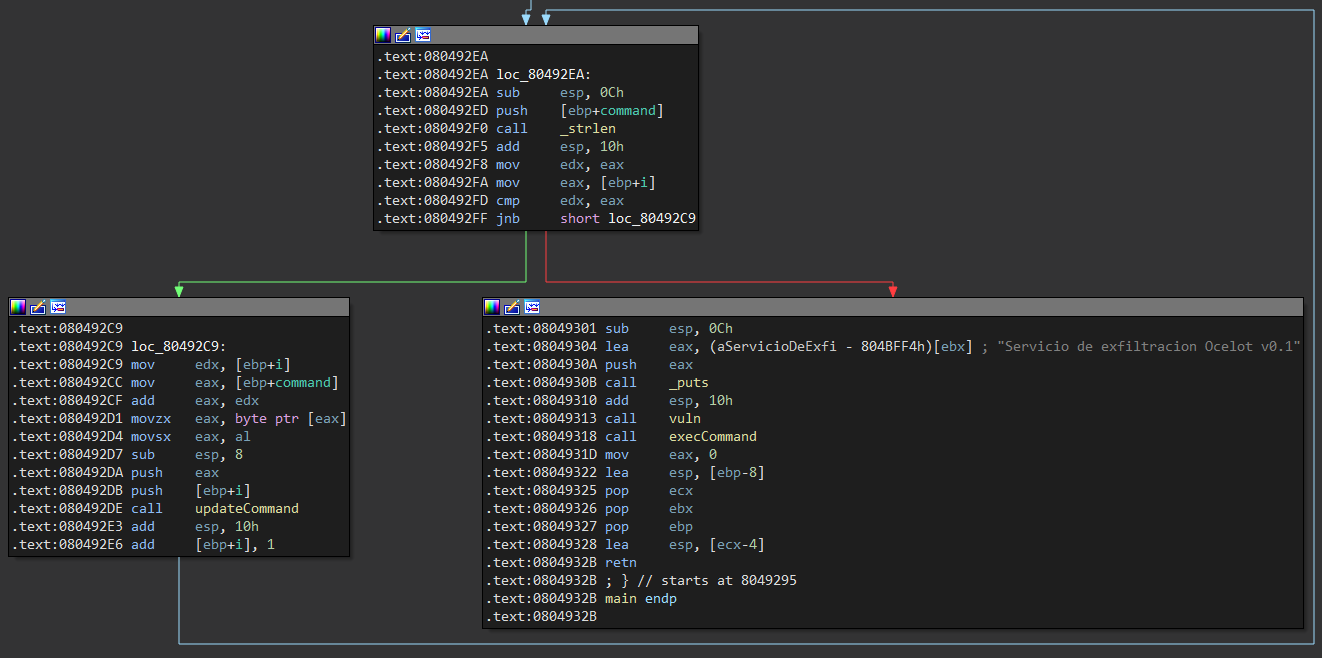 .text:080492EA
.text:080492EA loc_80492EA:
.text:080492EA sub esp, 0Ch
.text:080492ED push [ebp+command]
.text:080492F0 call _strlen
.text:080492F5 add esp, 10h
.text:080492F8 mov edx, eax
.text:080492FA mov eax, [ebp+i]
.text:080492FD cmp edx, eax
.text:080492FF jnb short loc_80492C9
.text:080492C9
.text:080492C9 loc_80492C9:
.text:080492C9 mov edx, [ebp+i]
.text:080492CC mov eax, [ebp+command]
.text:080492CF add eax, edx
.text:080492D1 movzx eax, byte ptr [eax]
.text:080492D4 movsx eax, al
.text:080492D7 sub esp, 8
.text:080492DA push eax
.text:080492DB push [ebp+i]
.text:080492DE call updateCommand
.text:080492E3 add esp, 10h
.text:080492E6 add [ebp+i], 1
.text:08049301 sub esp, 0Ch
.text:08049304 lea eax, (aServicioDeExfi - 804BFF4h)[ebx] ; "Servicio de exfiltracion Ocelot v0.1"
.text:0804930A push eax
.text:0804930B call _puts
.text:08049310 add esp, 10h
.text:08049313 call vuln
.text:08049318 call execCommand
.text:0804931D mov eax, 0
.text:08049322 lea esp, [ebp-8]
.text:08049325 pop ecx
.text:08049326 pop ebx
.text:08049327 pop ebp
.text:08049328 lea esp, [ecx-4]
.text:0804932B retn
.text:0804932B ; } // starts at 8049295
.text:0804932B main endp
.text:0804932B